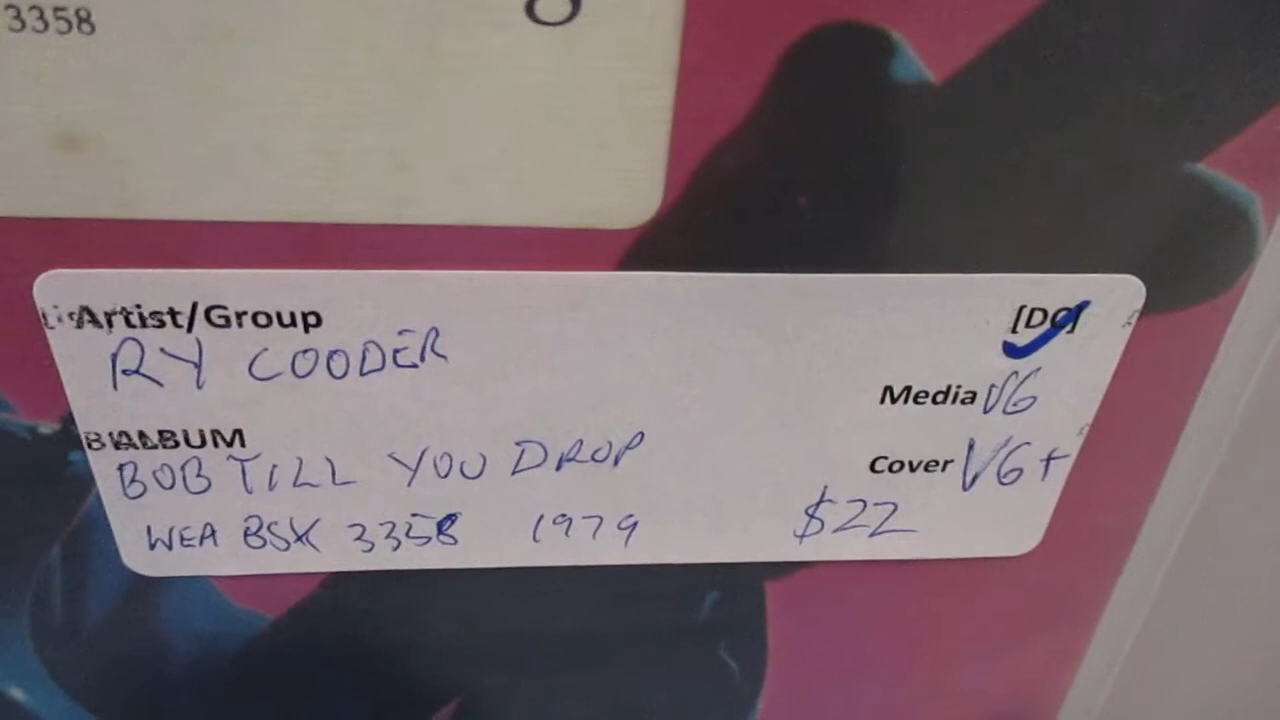 3358
Artist/Group [DC]
RY COODER
Media VG
ALBUM
BOB TILL YOU DROP
Cover VG+
WEA BSK 3358 1979 $22